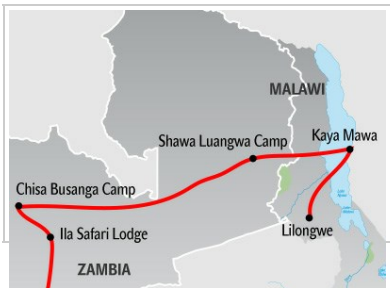 MALAWI
Kaya Mawa
Shawa Luangwa Camp
Chisa Busanga Camp
Ila Safari Lodge
Lilongwe
ZAMBIA